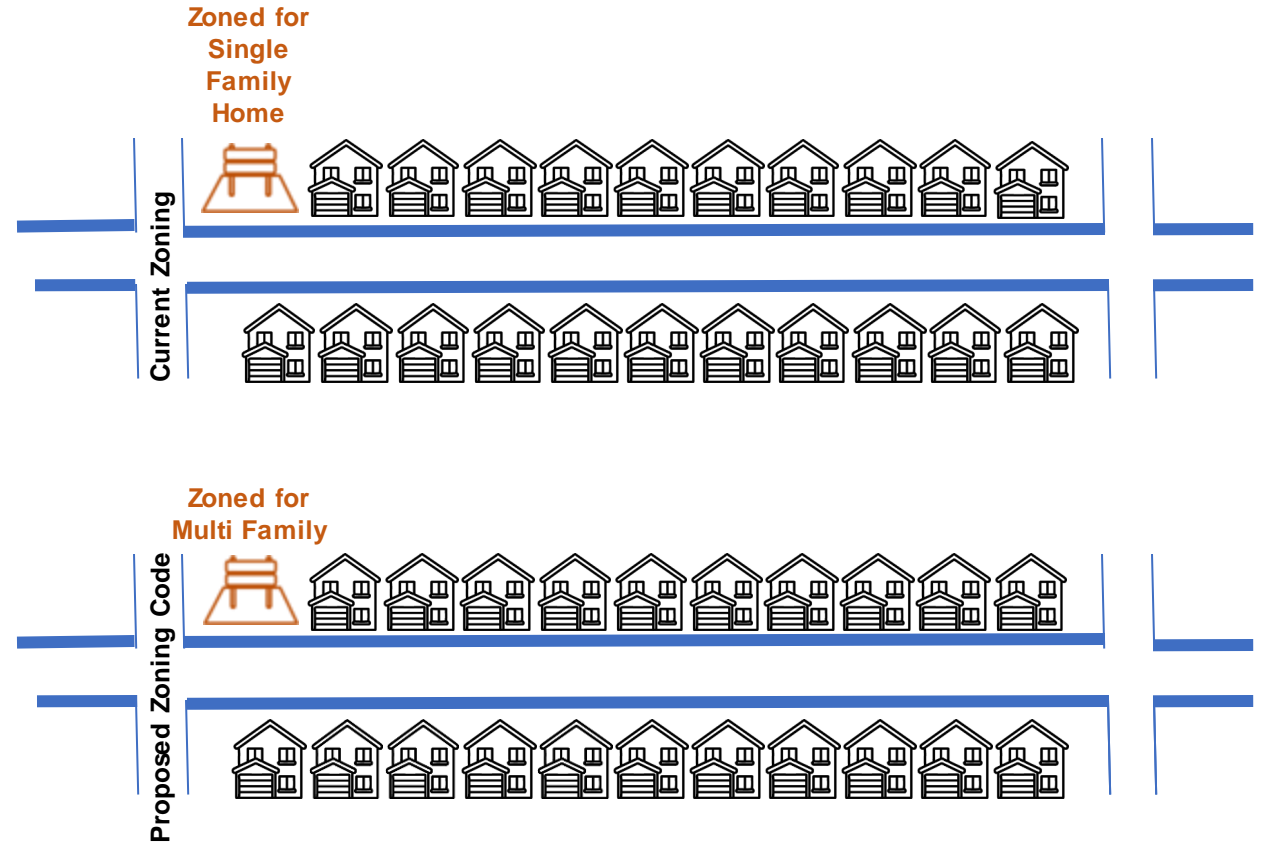 Zoned for
Single
Family
Home
Current Zoning
Zoned for
Multi Family
Proposed Zoning Code